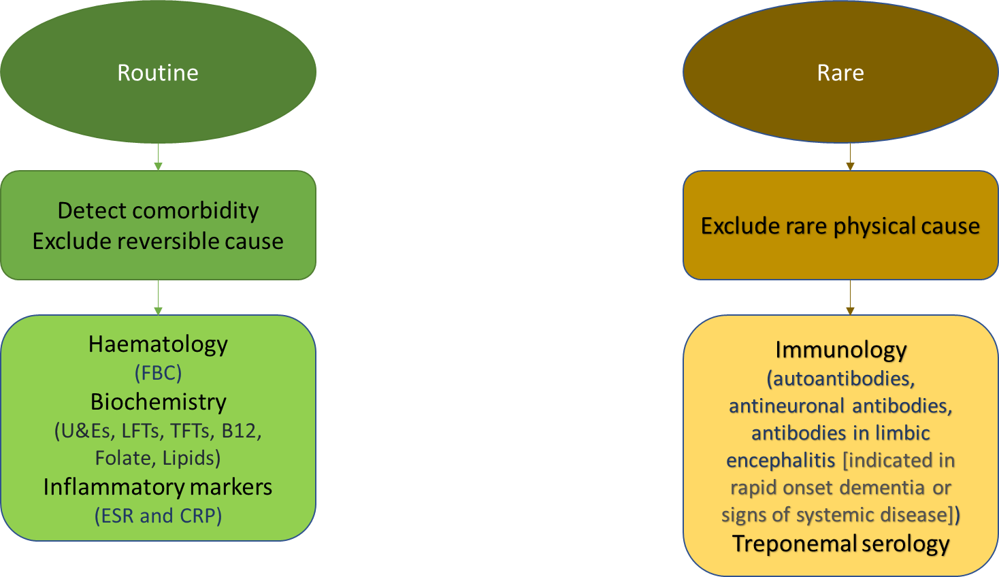 Routine
Detect comorbidity
Exclude reversible cause
Haematology
(FBC)
Biochemistry
(U&Es, LFTs, TFTs, B12,
Folate, Lipids)
Inflammatory markers
(ESR and CRP)
Rare
Exclude rare physical cause
Immunology
(autoantibodies,
antineuronal antibodies,
antibodies in limbic
encephalitis [indicated in
rapid onset dementia or
signs of systemic disease])
Treponemal serology